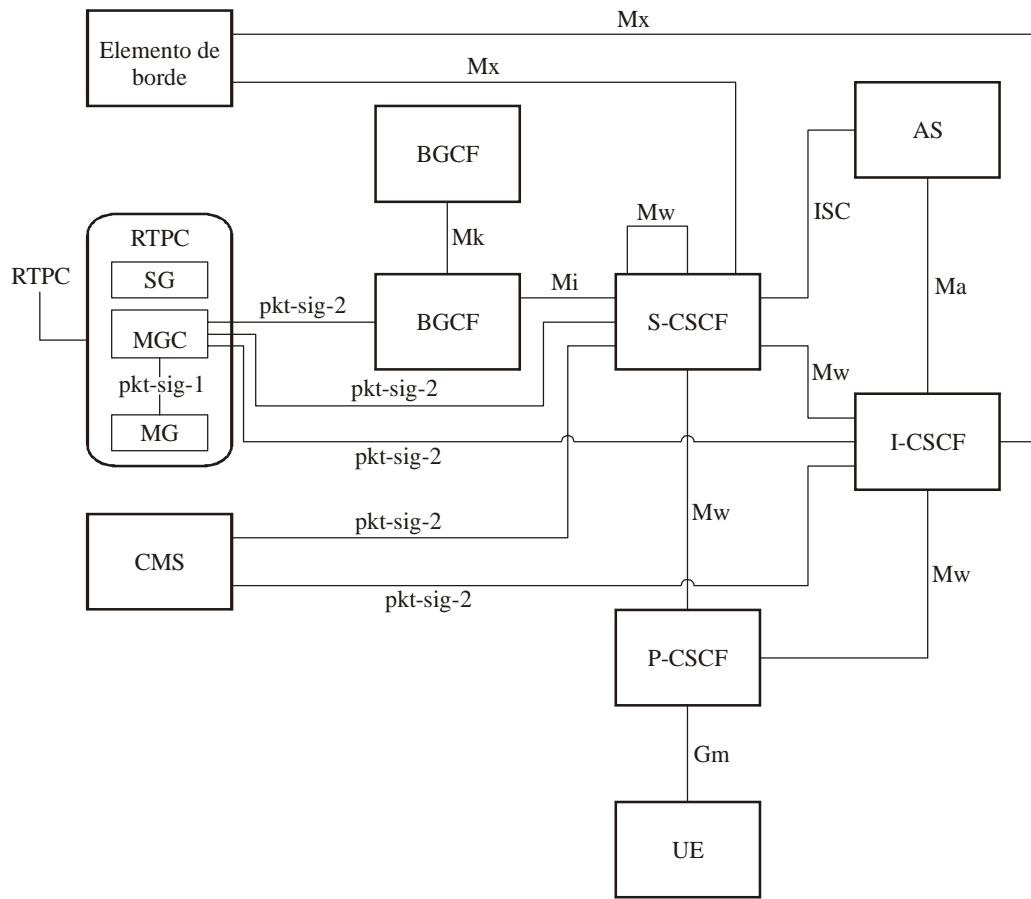 Mx
Elemento de
borde
Mx
AS
BGCF
ISC
Mw
RTPC
Mk
RTPC
SG
Mi
Ma
pkt-sig-2
BGCF
S-CSCF
MGC
Mw
pkt-sig-1
pkt-sig-2
MG
I-CSCF
pkt-sig-2
Mw
pkt-sig-2
CMS
Mw
pkt-sig-2
P-CSCF
Gm
UE